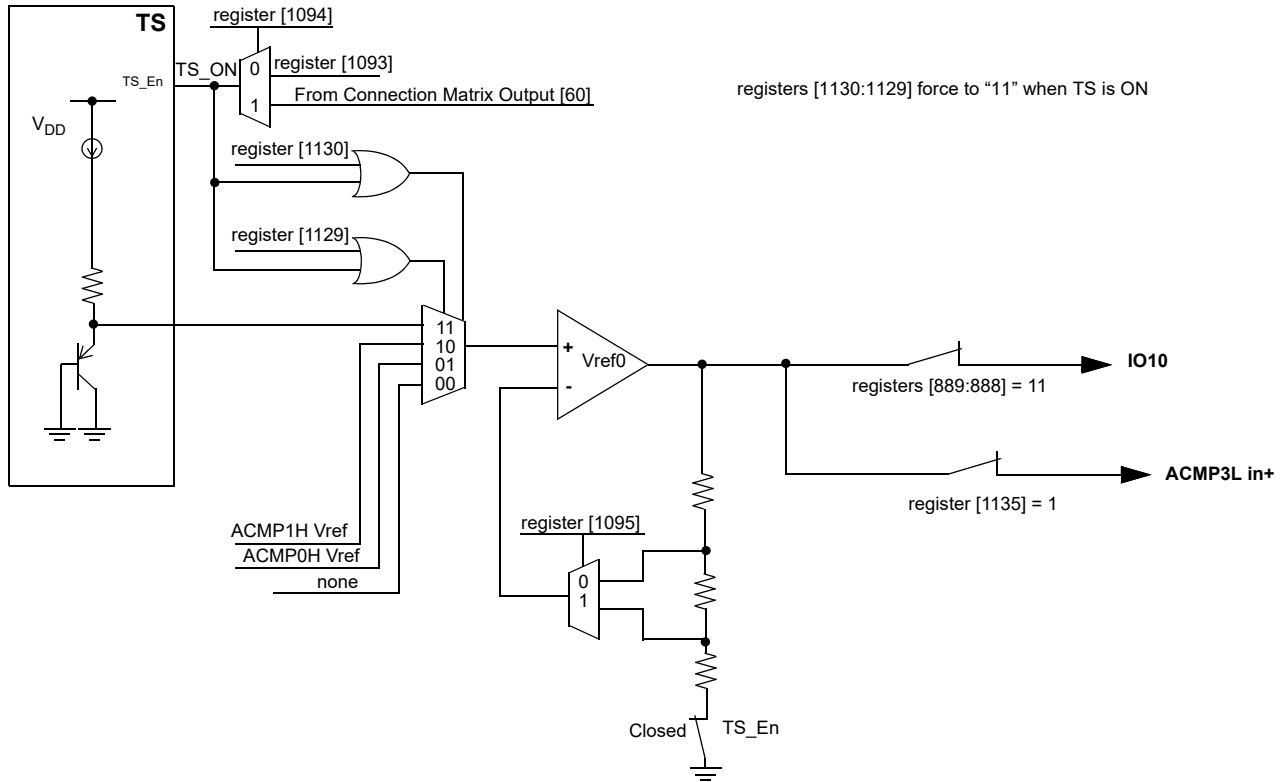 register [1094]
TS
TS_ON
TS_En
0
register [1093]
1
From Connection Matrix Output [60]
registers [1130:1129] force to “11” when TS is ON
VDD
register [1130]
register [1129]
11
10
01
00
+
Vref0
-
IO10
registers [889:888] = 11
ACMP3L in+
register [1135] = 1
ACMP1H Vref
ACMP0H Vref
none
register [1095]
0
1
Closed
TS_En